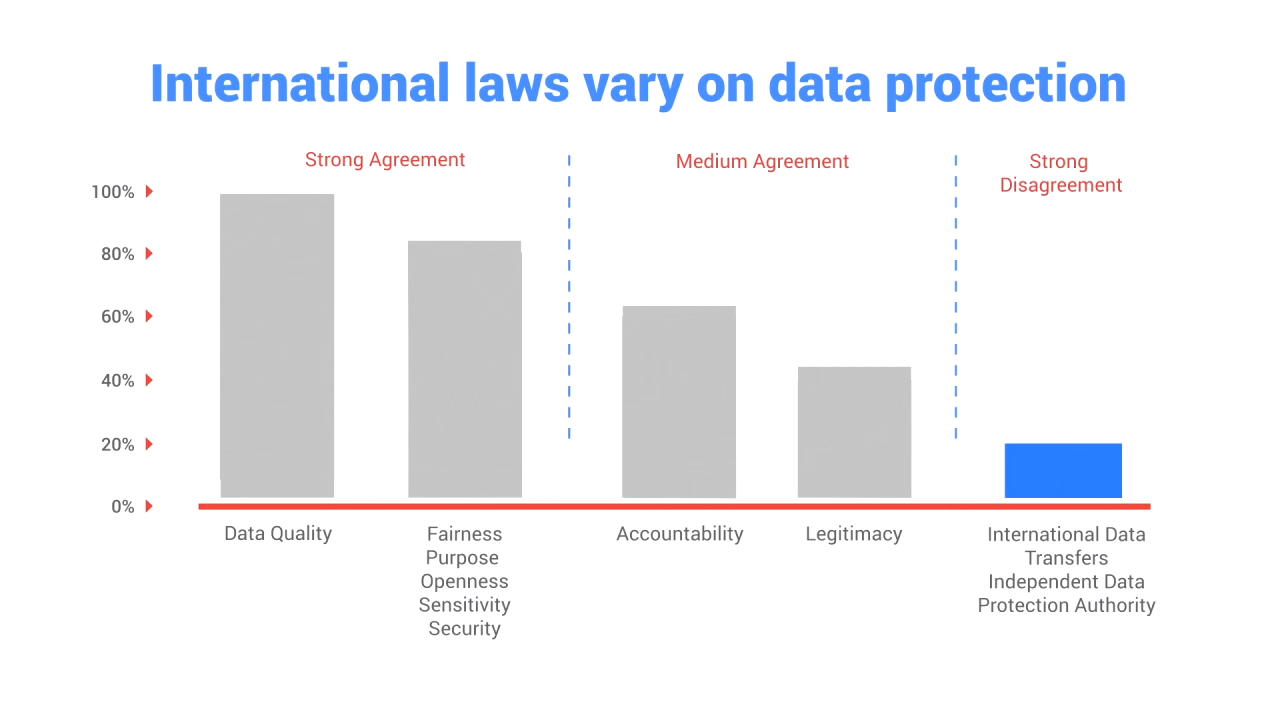 International laws vary on data protection
Strong Agreement
Medium Agreement
Strong
Disagreement
100%
80%
60%
40%
20%
0%
Data Quality
Fairness
Purpose
Openness
Sensitivity
Security
Accountability
Legitimacy
International Data
Transfers
Independent Data
Protection Authority